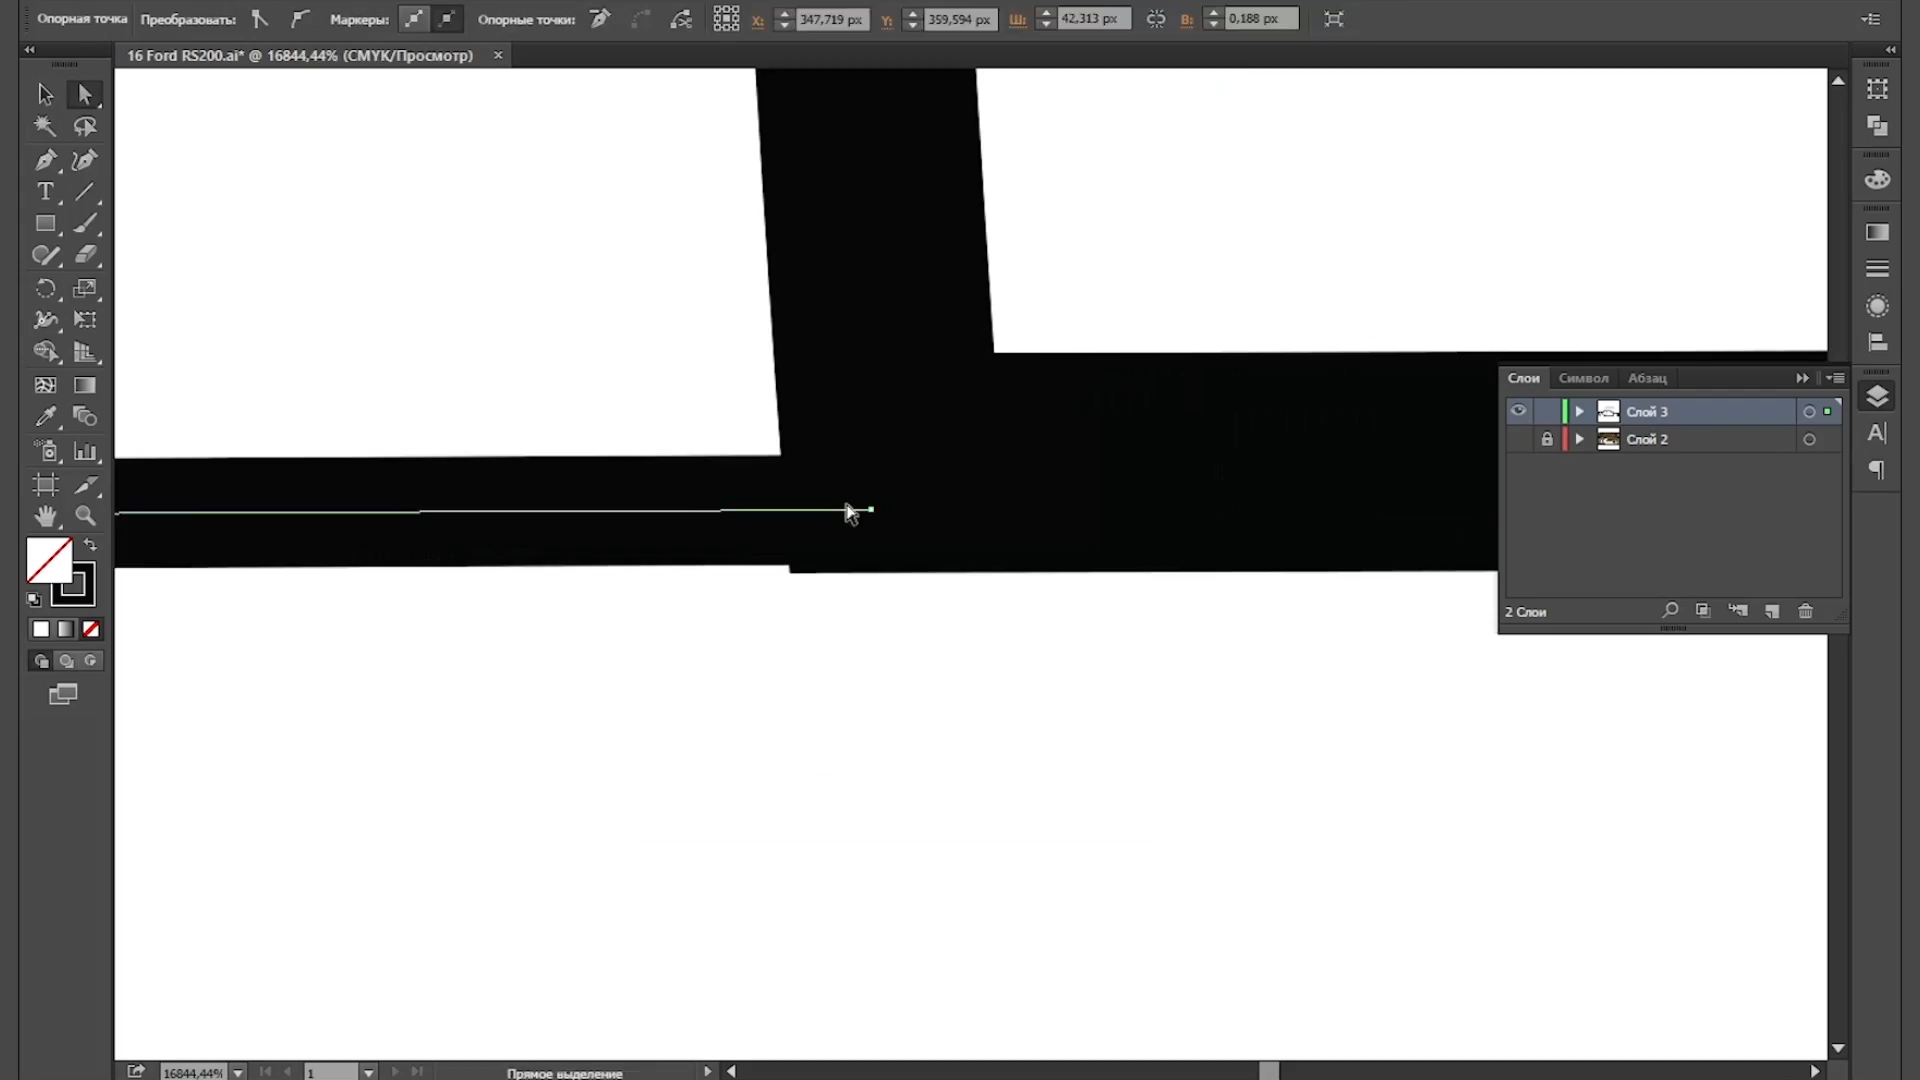 Опорная точка Преобразовать: Маркеры: Опорные точки: X: 347,719 px Y: 359,594 px Ш: 42,313 px В: 0,188 px
16 Ford RS200.ai* @ 16844,44% (CMYK/Просмотр) ×
T
Слои Символ Абзац
Слой 3
Слой 2
2 Слои
A
16844,44% 1 Прямое выделение